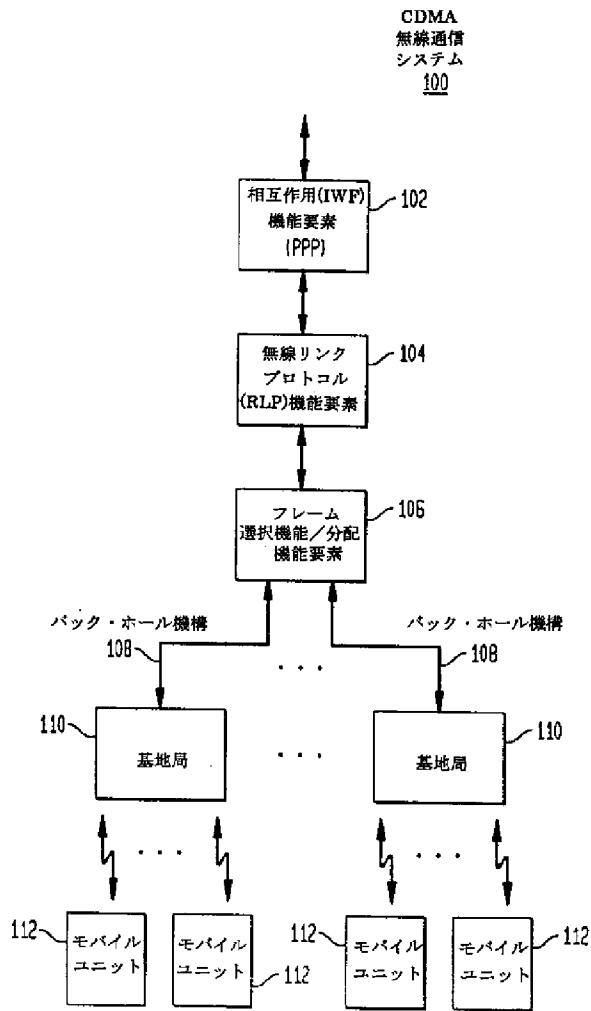 CDMA
無線通信
システム
100
相互作用(IWF)
機能要素
(PPP)
102
無線リンク
プロトコル
(RLP)機能要素
104
フレーム
選択機能/分配
機能要素
106
バック・ホール機構
108
バック・ホール機構
108
. . .
110
基地局
. . .
基地局
110
. . .
. . .
112
モバイル
ユニット
モバイル
ユニット
112
112
モバイル
ユニット
モバイル
ユニット
112